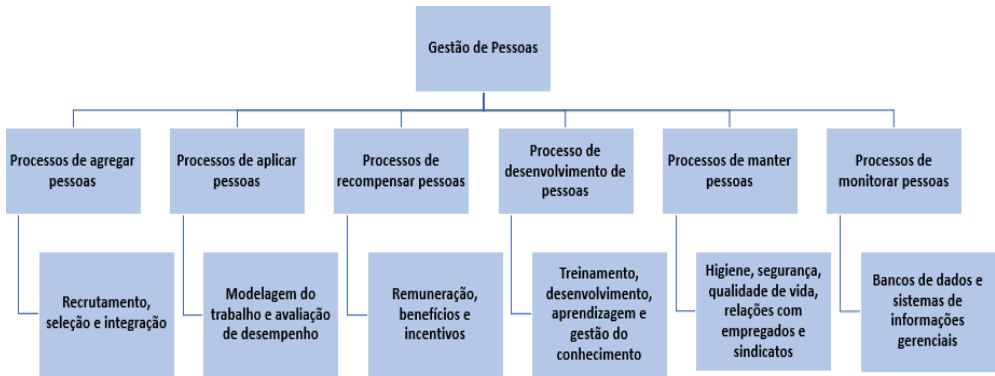 Gestão de Pessoas
Processos de agregar
pessoas
Processos de aplicar
pessoas
Processos de
recompensar pessoas
Processo de
desenvolvimento de
pessoas
Processos de manter
pessoas
Processos de
monitorar pessoas
Recrutamento,
seleção e integração
Modelagem do
trabalho e avaliação
de desempenho
Remuneração,
benefícios e
incentivos
Treinamento,
desenvolvimento,
aprendizagem e
gestão do
conhecimento
Higiene, segurança,
qualidade de vida,
relações com
empregados e
sindicatos
Bancos de dados e
sistemas de
informações
gerenciais